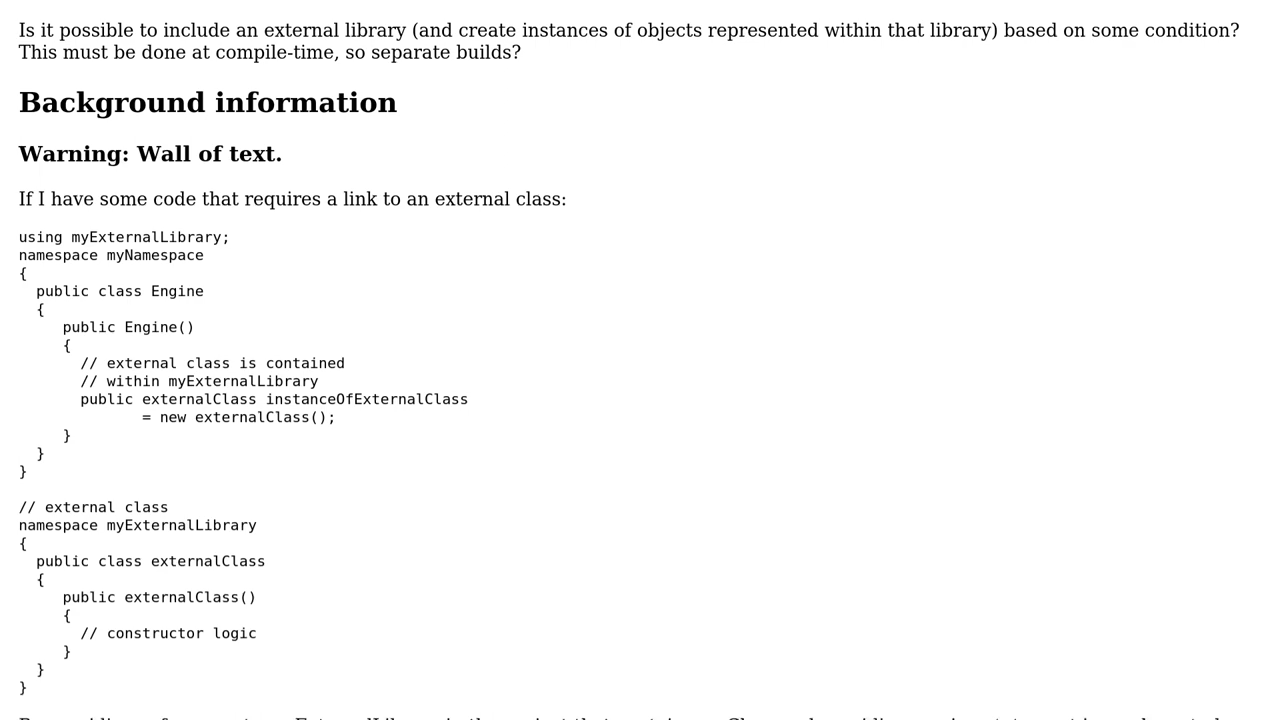 Is it possible to include an external library (and create instances of objects represented within that library) based on some condition?
This must be done at compile-time, so separate builds?
Background information
Warning: Wall of text.
If I have some code that requires a link to an external class:
using myExternalLibrary;
namespace myNamespace
{
  public class Engine
  {
     public Engine()
     {
       // external class is contained
       // within myExternalLibrary
       public externalClass instanceOfExternalClass
              = new externalClass();
     }
  }
}

// external class
namespace myExternalLibrary
{
  public class externalClass
  {
     public externalClass()
     {
       // constructor logic
     }
  }
}